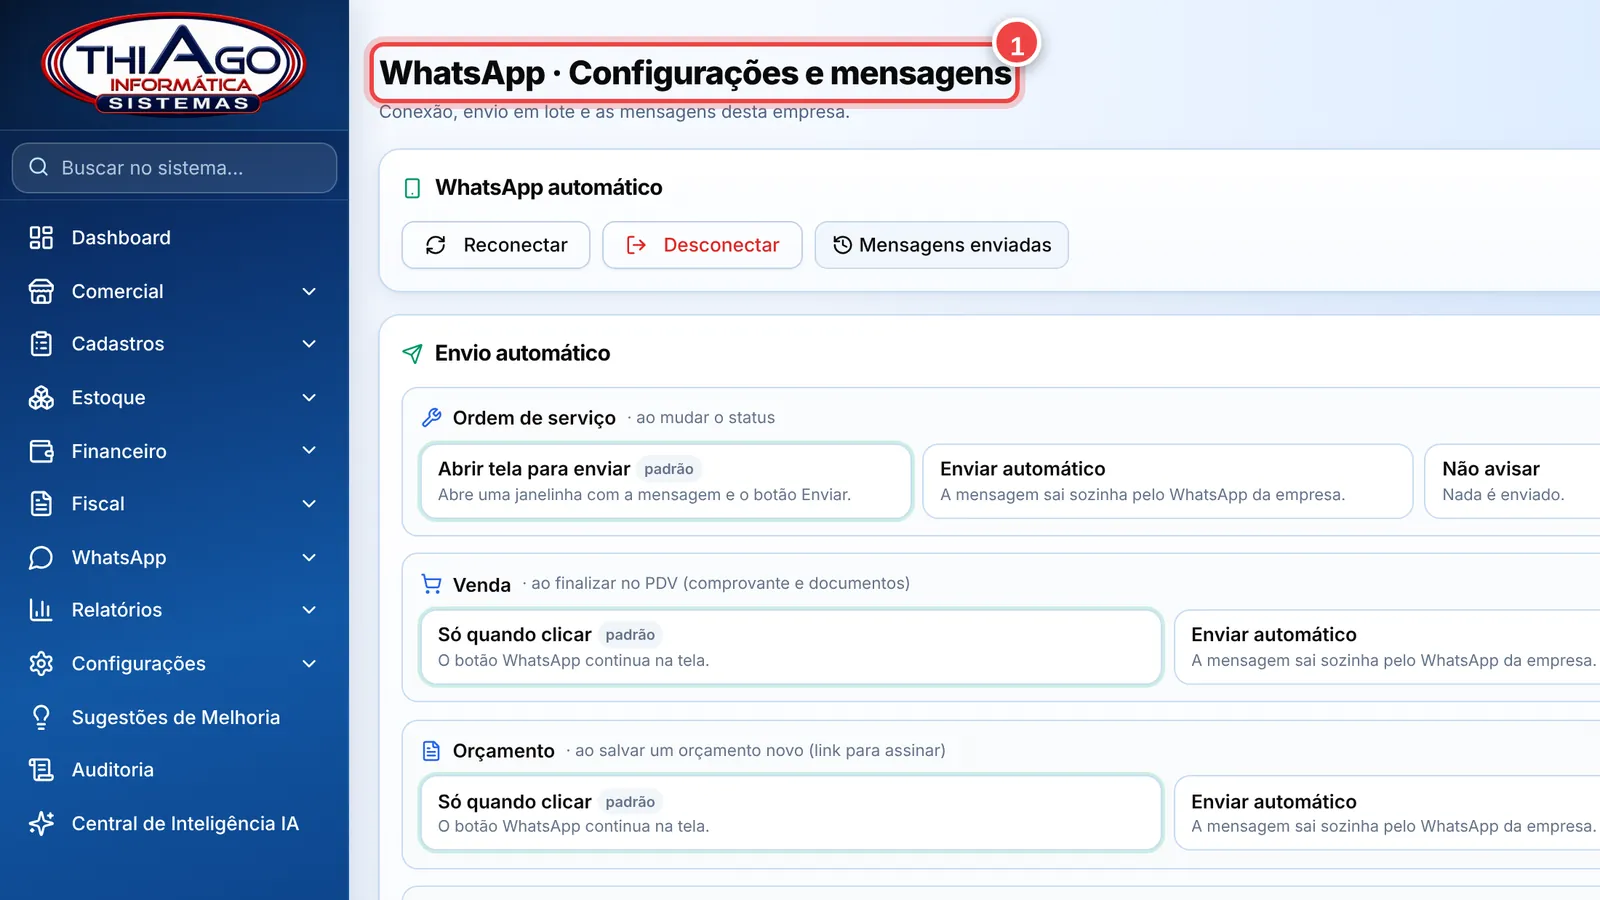 THIAGO
INFORMÁTICA
SISTEMAS
Buscar no sistema...
Dashboard
Comercial
Cadastros
Estoque
Financeiro
Fiscal
WhatsApp
Relatórios
Configurações
Sugestões de Melhoria
Auditoria
Central de Inteligência IA
1
WhatsApp · Configurações e mensagens
Conexão, envio em lote e as mensagens desta empresa.
WhatsApp automático
Reconectar Desconectar Mensagens enviadas
Envio automático
Ordem de serviço · ao mudar o status
Abrir tela para enviar padrão
Abre uma janelinha com a mensagem e o botão Enviar.
Enviar automático
A mensagem sai sozinha pelo WhatsApp da empresa.
Não avisar
Nada é enviado.
Venda · ao finalizar no PDV (comprovante e documentos)
Só quando clicar padrão
O botão WhatsApp continua na tela.
Enviar automático
A mensagem sai sozinha pelo WhatsApp da empresa.
Orçamento · ao salvar um orçamento novo (link para assinar)
Só quando clicar padrão
O botão WhatsApp continua na tela.
Enviar automático
A mensagem sai sozinha pelo WhatsApp da empresa.